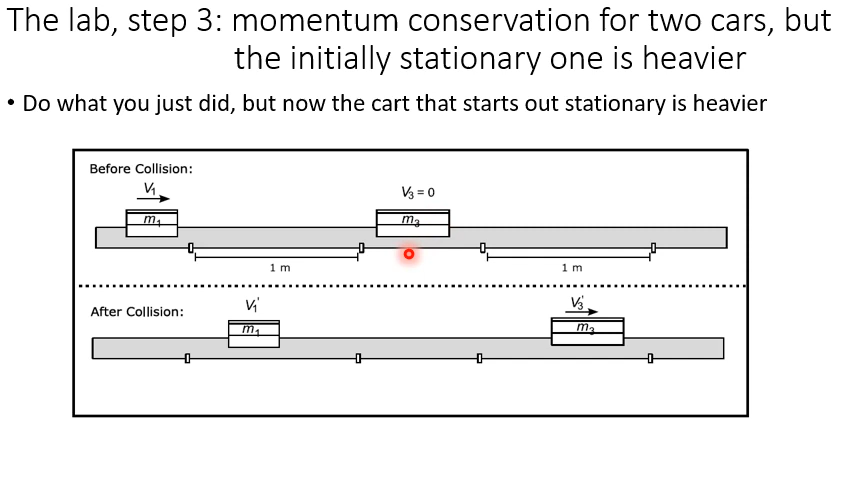 The lab, step 3: momentum conservation for two cars, but
the initially stationary one is heavier
• Do what you just did, but now the cart that starts out stationary is heavier
Before Collision:
V₁
V₃ = 0
m₁
m₃
1 m
1 m
After Collision:
V₁'
V₃'
m₁
m₃